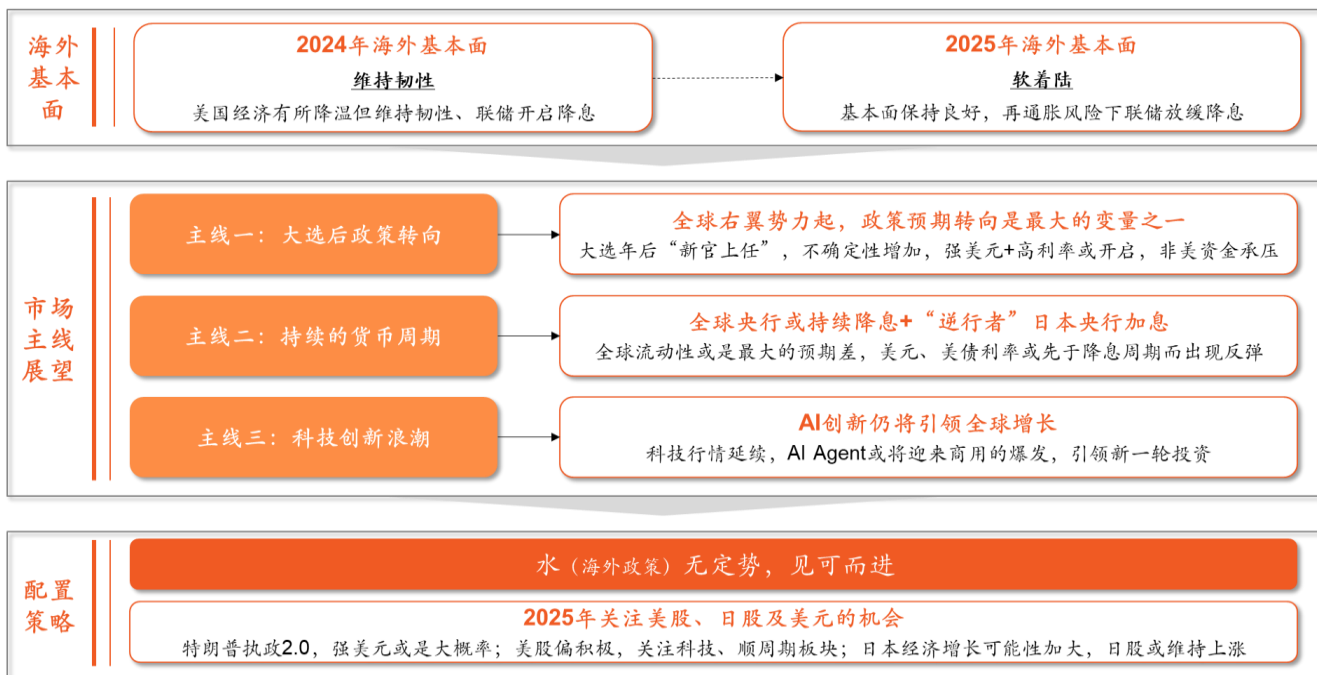 海外
基本
面
2024年海外基本面
维持韧性
美国经济有所降温但维持韧性、联储开启降息
2025年海外基本面
软着陆
基本面保持良好，再通胀风险下联储放缓降息
市场
主线
展望
主线一：大选后政策转向
全球右翼势力起，政策预期转向是最大的变量之一
大选年后“新官上任”，不确定性增加，强美元+高利率或开启，非美资金承压
主线二：持续的货币周期
全球央行或持续降息+“逆行者”日本央行加息
全球流动性或是最大的预期差，美元、美债利率或先于降息周期而出现反弹
主线三：科技创新浪潮
AI创新仍将引领全球增长
科技行情延续，AI Agent或将迎来商用的爆发，引领新一轮投资
配置
策略
水（海外政策）无定势，见可而进
2025年关注美股、日股及美元的机会
特朗普执政2.0，强美元或是大概率；美股偏积极，关注科技、顺周期板块；日本经济增长可能性加大，日股或维持上涨